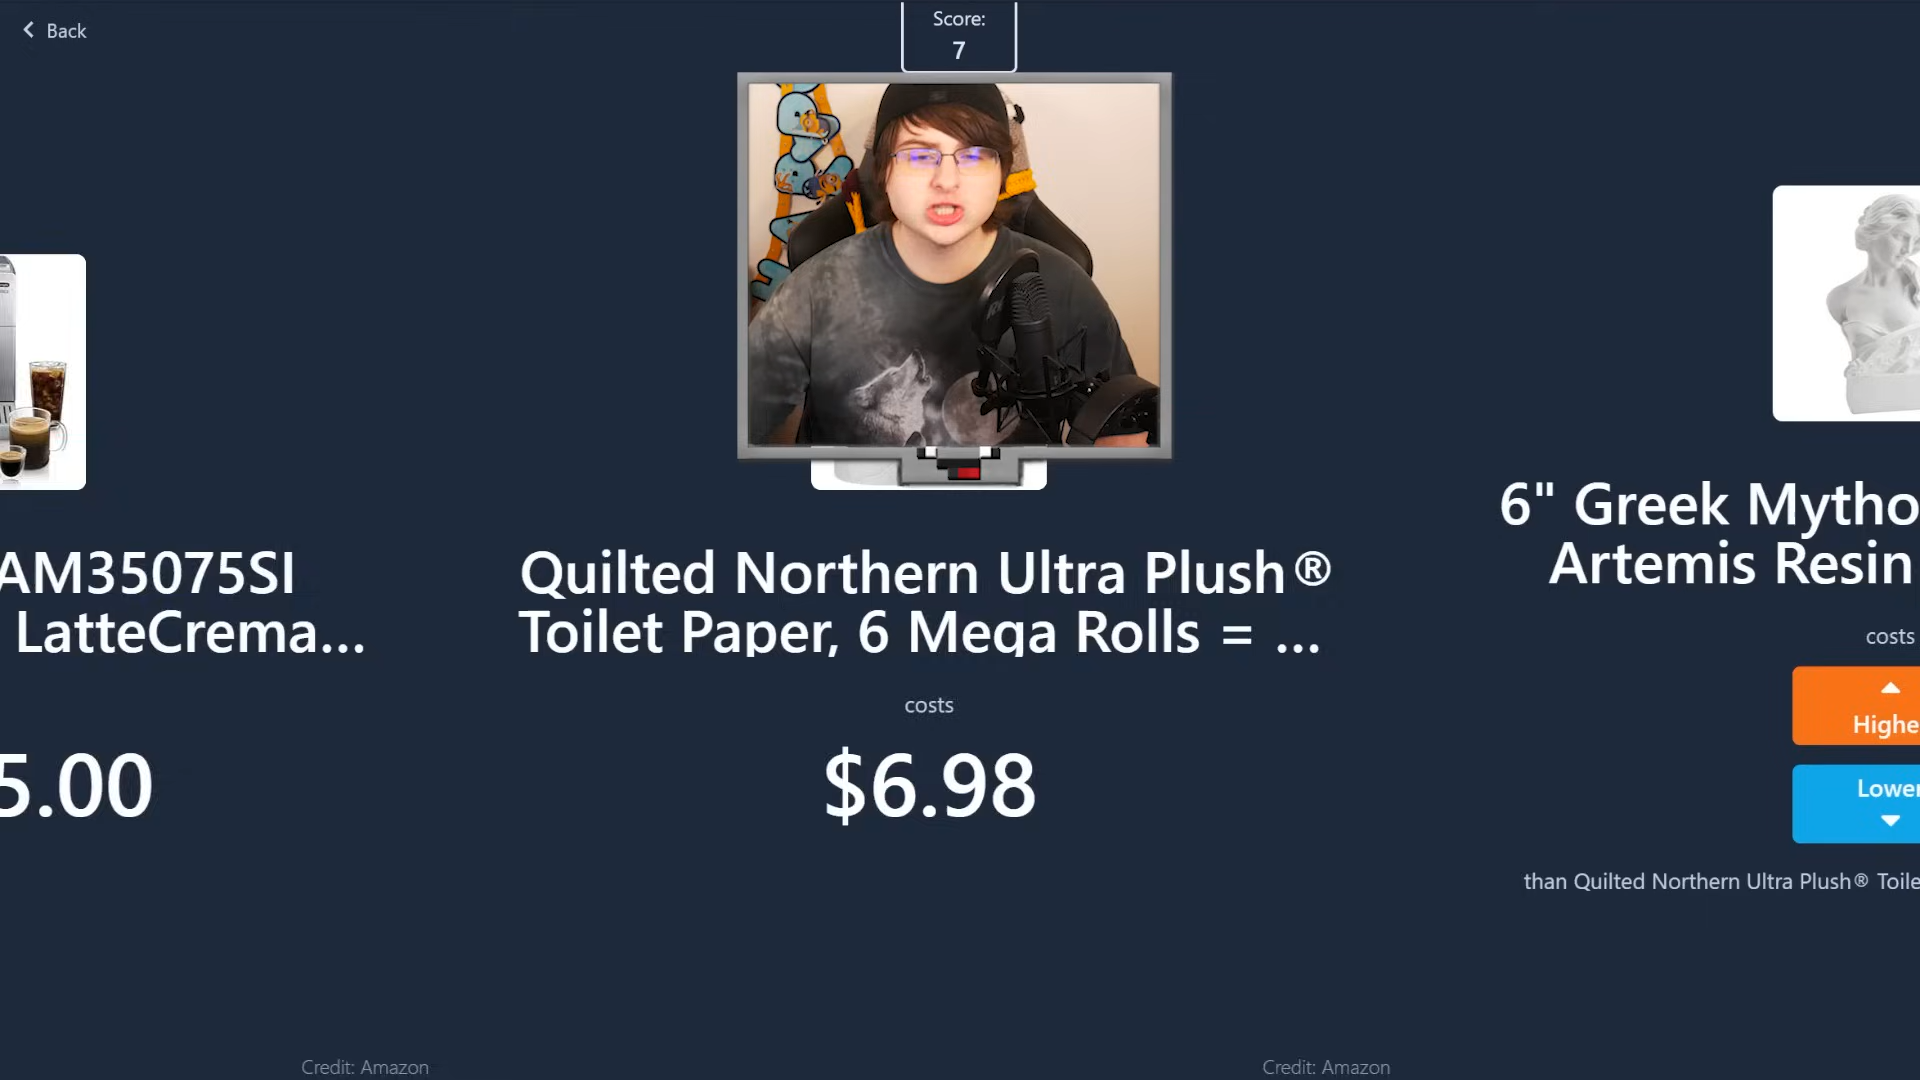 Back
Score:
7
AM35075SI
LatteCrema...
5.00
Quilted Northern Ultra Plush®
Toilet Paper, 6 Mega Rolls = ...
costs
$6.98
6" Greek Mytho
Artemis Resin
costs
Highe
Lower
than Quilted Northern Ultra Plush® Toile
Credit: Amazon
Credit: Amazon